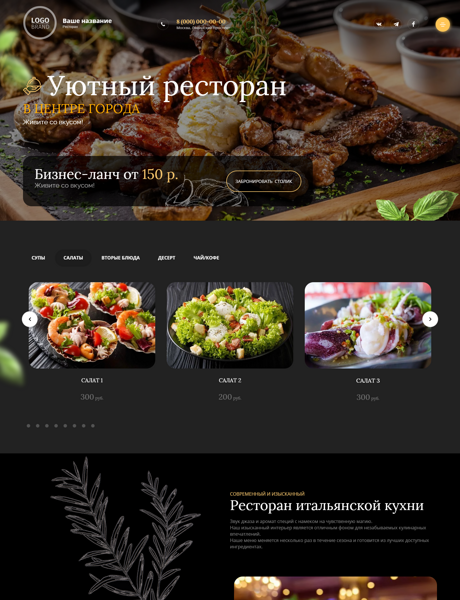 LOGO
BRAND
Ваше название
Ресторан
8 (000) 000-00-00
Уютный ресторан
В ЦЕНТРЕ ГОРОДА
Живите со вкусом!
Бизнес-ланч от 150 р.
Живите со вкусом!
ЗАБРОНИРОВАТЬ СТОЛИК
СУПЫ
САЛАТЫ
ВТОРЫЕ БЛЮДА
ДЕСЕРТ
ЧАЙ/КОФЕ
САЛАТ 1
САЛАТ 2
САЛАТ 3
300 руб.
200 руб.
300 руб.
СОВРЕМЕННЫЙ И ИЗЫСКАННЫЙ
Ресторан итальянской кухни
Звук джаза и аромат специй с намеком на чувственную магию.
Наш изысканный интерьер является отличным фоном для незабываемых кулинарных
впечатлений.
Наше меню меняется несколько раз в течение сезона и готовится из лучших доступных
ингредиентов.